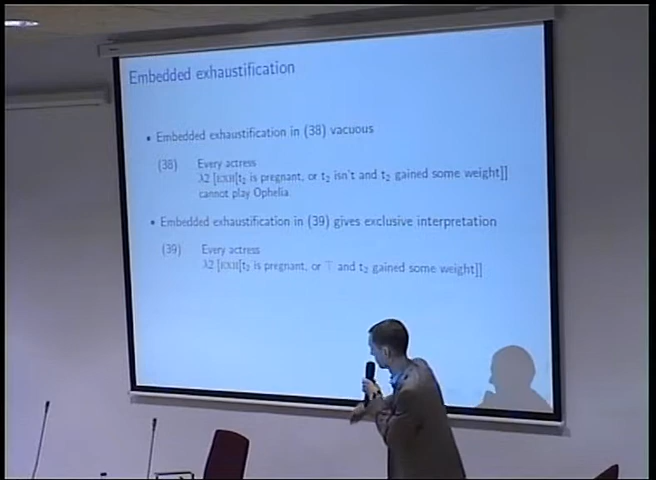 Embedded exhaustification
• Embedded exhaustification in (38) vacuous
(38) Every actress
λ2 [EXH[t₂ is pregnant, or t₂ isn't and t₂ gained some weight]]
cannot play Ophelia.
• Embedded exhaustification in (39) gives exclusive interpretation
(39) Every actress
λ2 [EXH[t₂ is pregnant, or ⊤ and t₂ gained some weight]]